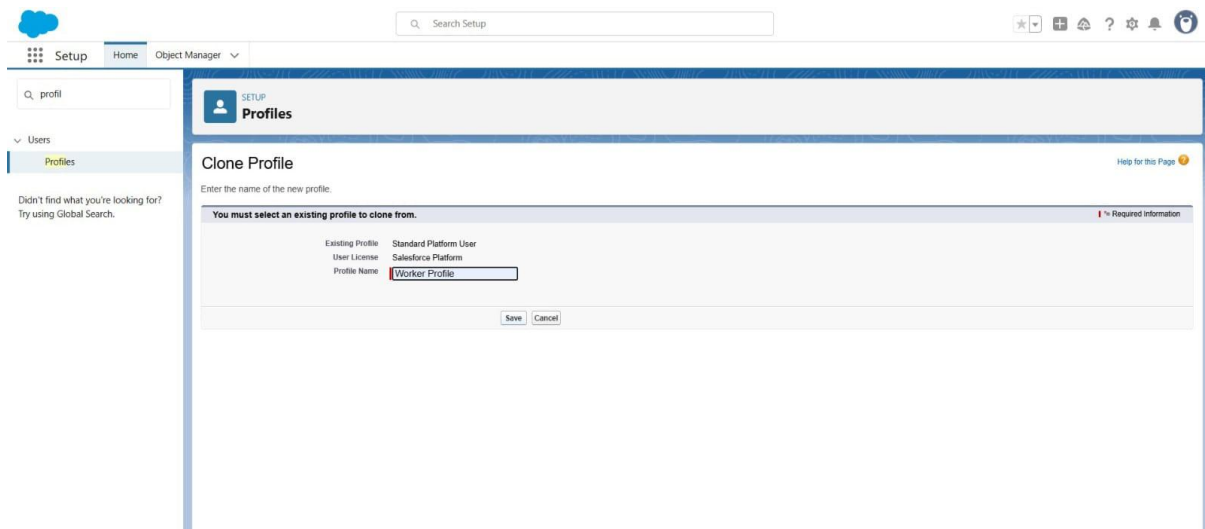 Search Setup
Setup Home Object Manager
profil
SETUP
Profiles
Users
Profiles
Didn't find what you're looking for?
Try using Global Search.
Clone Profile
Help for this Page
Enter the name of the new profile.
You must select an existing profile to clone from.
Required Information
Existing Profile Standard Platform User
User License Salesforce Platform
Profile Name Worker Profile
Save Cancel